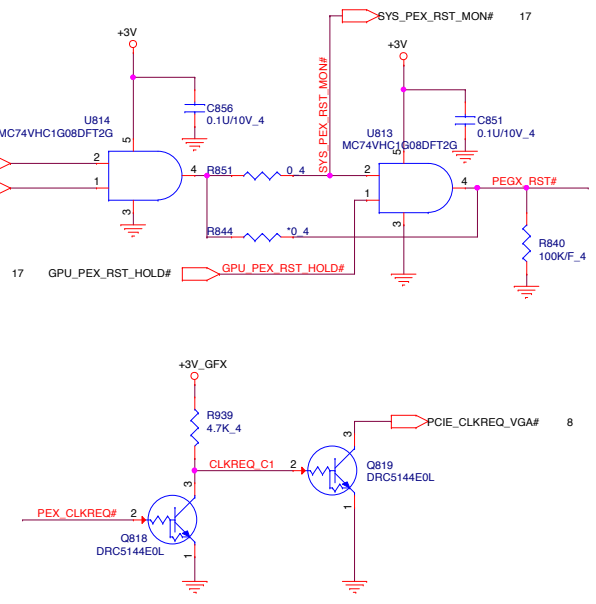 SYS_PEX_RST_MON# 17
+3V
+3V
SYS_PEX_RST_MON#
U814
MC74VHC1G08DFT2G
C856
0.1U/10V_4
C851
0.1U/10V_4
U813
MC74VHC1G08DFT2G
5
5
2
1
4
3
R851 0_4
2
1
4
3
PEGX_RST#
R844 *0_4
R840
100K/F_4
17 GPU_PEX_RST_HOLD#
GPU_PEX_RST_HOLD#
+3V_GFX
R939
4.7K_4
PCIE_CLKREQ_VGA# 8
3
CLKREQ_C1
2
Q819
DRC5144E0L
3
1
PEX_CLKREQ#
2
Q818
DRC5144E0L
1